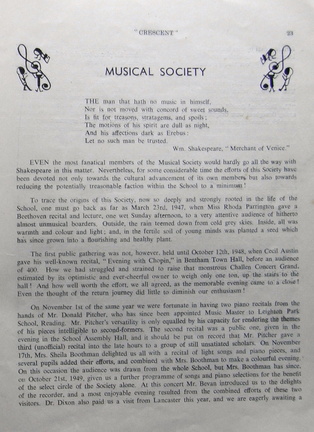 "CRESCENT"
23
MUSICAL SOCIETY
THE man that hath no music in himself,
Nor is not moved with concord of sweet sounds,
Is fit for treasons, stratagems, and spoils;
The motions of his spirit are dull as night,
And his affections dark as Erebus:
Let no such man be trusted.
Wm. Shakespeare, "Merchant of Venice."
EVEN the most fanatical members of the Musical Society would hardly go all the way with
Shakespeare in this matter. Nevertheless, for some considerable time the efforts of this Society have
been devoted not only towards the cultural advancement of its own members but also towards
reducing the potentially treasonable faction within the School to a minimum!
To trace the origins of this Society, now so deeply and strongly rooted in the life of the
School, one must go back as far as March 23rd, 1947, when Miss Rhoda Partington gave a
Beethoven recital and lecture, one wet Sunday afternoon, to a very attentive audience of hitherto
almost unmusical boarders. Outside, the rain teemed down from cold grey skies. Inside, all was
warmth and colour and light; and, in the fertile soil of young minds was planted a seed which
has since grown into a flourishing and healthy plant.
The first public gathering was not, however, held until October 12th, 1948, when Cecil Austin
gave his well-known recital, "Evening with Chopin," in Bentham Town Hall, before an audience
of 400. How we had struggled and strained to raise that monstrous Challen Concert Grand,
estimated by its optimistic and ever-cheerful owner to weigh only one ton, up the stairs to the
hall! And how well worth the effort, we all agreed, as the memorable evening came to a close!
Even the thought of the return journey did little to diminish our enthusiasm!
On November 1st of the same year we were fortunate in having two piano recitals from the
hands of Mr. Donald Pitcher, who has since been appointed Music Master to Leighton Park
School, Reading. Mr. Pitcher's versatility is only equalled by his capacity for rendering the themes
of his pieces intelligible to second-formers. The second recital was a public one, given in the
evening in the School Assembly Hall, and it should be put on record that Mr. Pitcher gave a
third (unofficial) recital into the late hours to a group of still unsatiated scholars. On November
17th, Mrs. Sheila Boothman delighted us all with a recital of light songs and piano pieces, and
several pupils added their efforts, and combined with Mrs. Boothman to make a colourful evening.
On this occasion the audience was drawn from the whole School, but Mrs. Boothman has since,
on October 21st, 1949, given us a further programme of songs and piano selections for the benefit
of the select circle of the Society alone. At this concert Mr. Bevan introduced us to the delights
of the recorder, and a most enjoyable evening resulted from the combined efforts of these two
visitors. Dr. Dixon also paid us a visit from Lancaster this year, and we are eagerly awaiting a